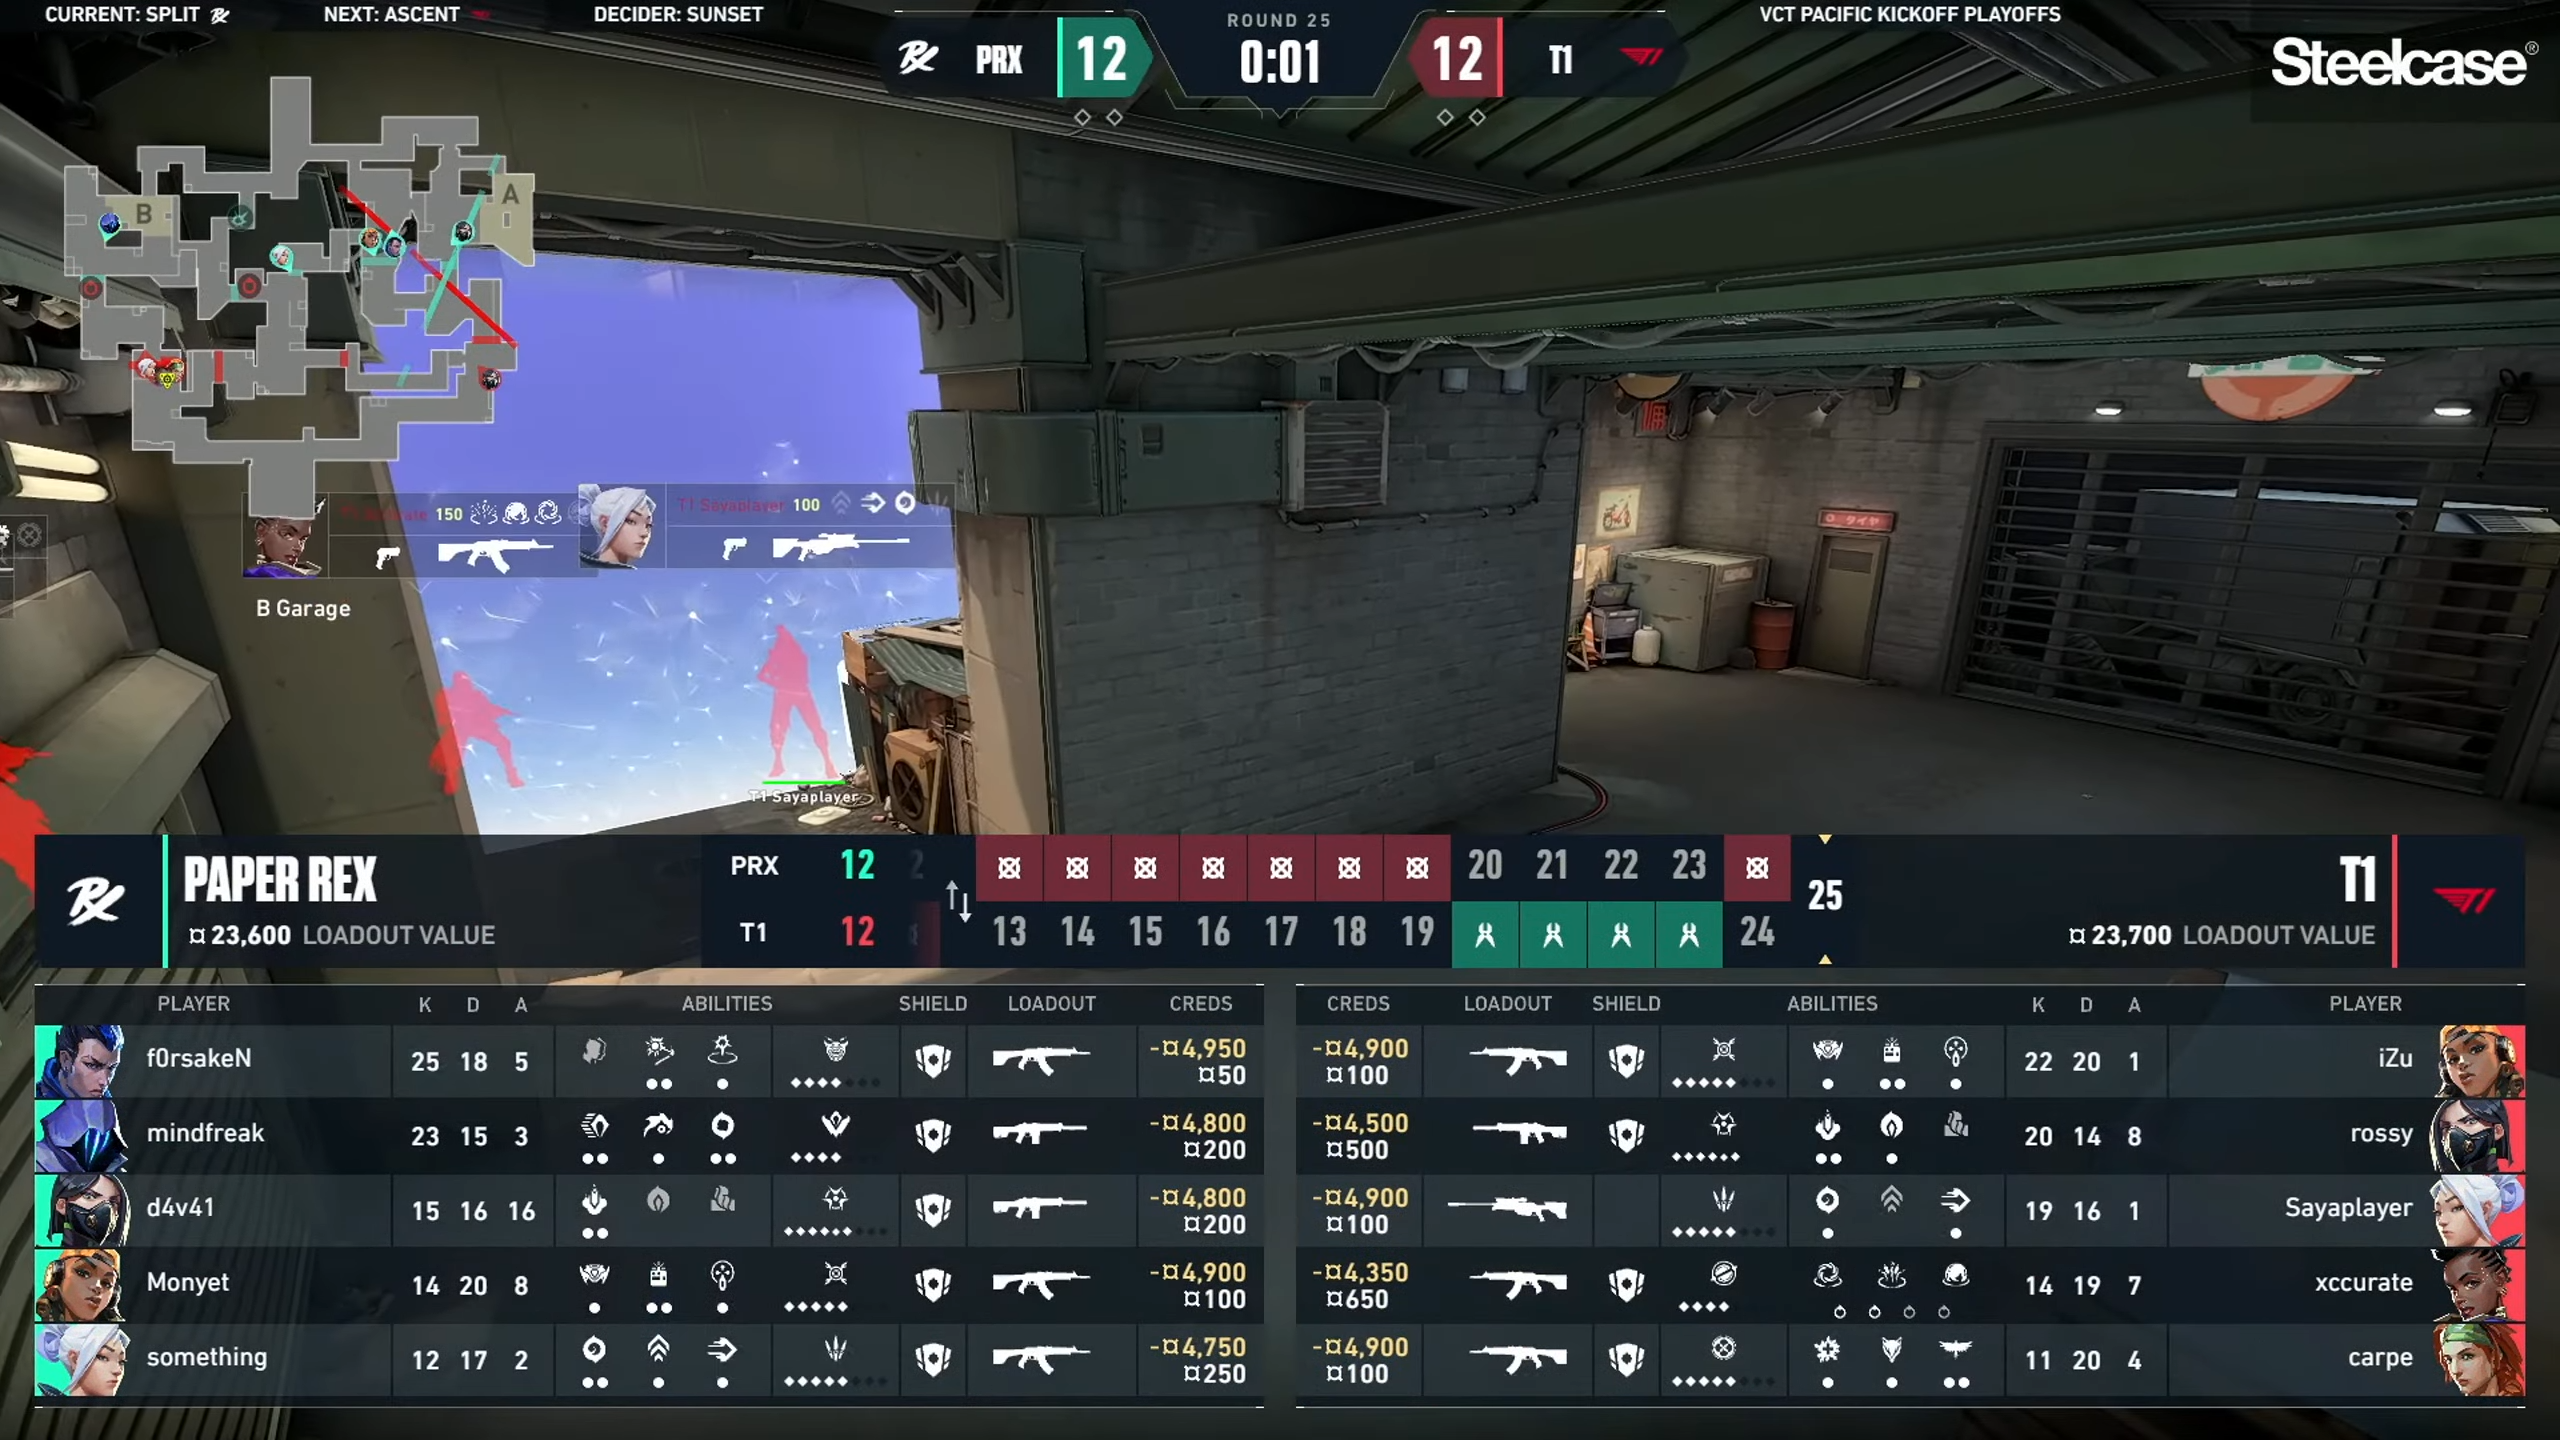 CURRENT: SPLIT
NEXT: ASCENT
DECIDER: SUNSET
PRX
12
ROUND 25
0:01
12
T1
VCT PACIFIC KICKOFF PLAYOFFS
Steelcase®
B
A
150
T1 Sayaplayer 100
B Garage
T1 Sayaplayer
PAPER REX
¤ 23,600 LOADOUT VALUE
PRX 12
T1 12
20 21 22 23
13 14 15 16 17 18 19
24
25
T1
¤ 23,700 LOADOUT VALUE
PLAYER K D A ABILITIES SHIELD LOADOUT CREDS
f0rsakeN 25 18 5 -¤4,950 ¤50
mindfreak 23 15 3 -¤4,800 ¤200
d4v41 15 16 16 -¤4,800 ¤200
Monyet 14 20 8 -¤4,900 ¤100
something 12 17 2 -¤4,750 ¤250
CREDS LOADOUT SHIELD ABILITIES K D A PLAYER
-¤4,900 ¤100 22 20 1 iZu
-¤4,500 ¤500 20 14 8 rossy
-¤4,900 ¤100 19 16 1 Sayaplayer
-¤4,350 ¤650 14 19 7 xccurate
-¤4,900 ¤100 11 20 4 carpe